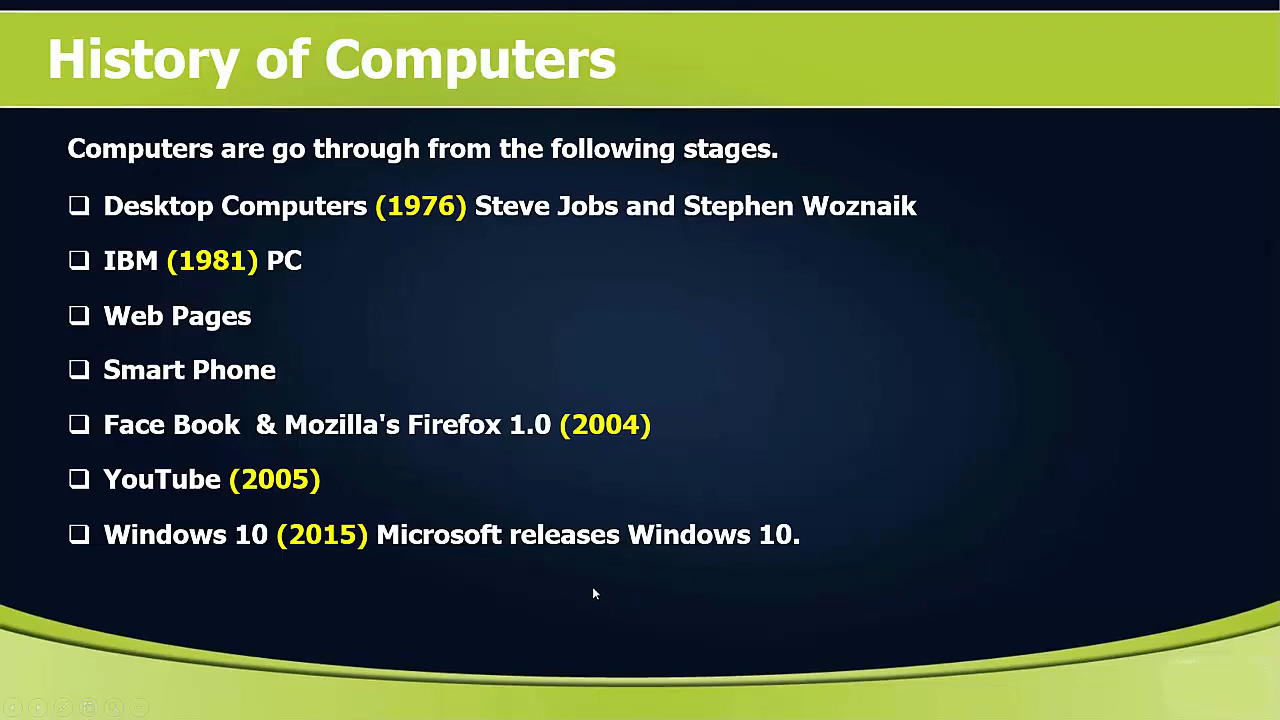 History of Computers
Computers are go through from the following stages.
Desktop Computers (1976) Steve Jobs and Stephen Woznaik
IBM (1981) PC
Web Pages
Smart Phone
Face Book & Mozilla's Firefox 1.0 (2004)
YouTube (2005)
Windows 10 (2015) Microsoft releases Windows 10.